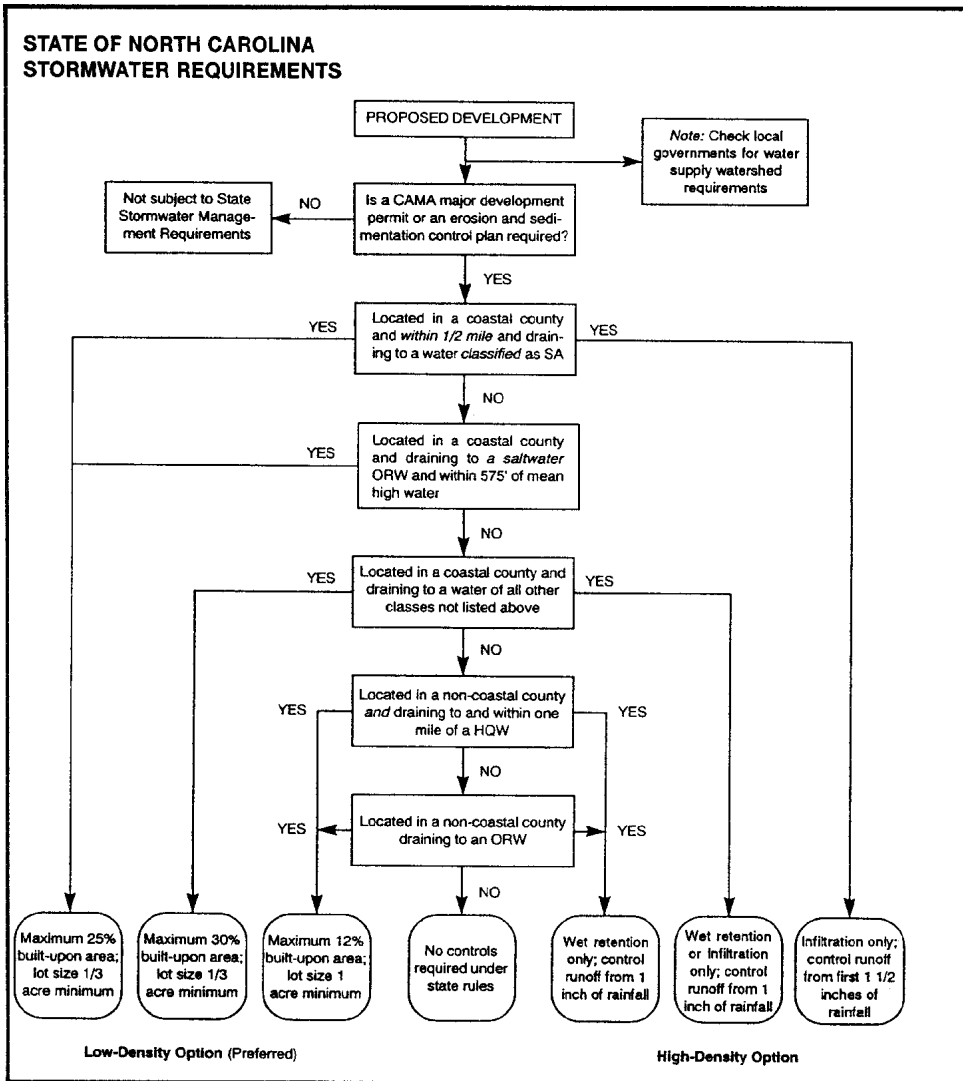 STATE OF NORTH CAROLINA
STORMWATER REQUIREMENTS
PROPOSED DEVELOPMENT
Note: Check local
governments for water
supply watershed
requirements
Not subject to State
Stormwater Manage-
ment Requirements
NO
Is a CAMA major development
permit or an erosion and sedi-
mentation control plan required?
YES
YES
Located in a coastal county
and within 1/2 mile and drain-
ing to a water classified as SA
YES
NO
YES
Located in a coastal county
and draining to a saltwater
ORW and within 575' of mean
high water
NO
YES
Located in a coastal county and
draining to a water of all other
classes not listed above
YES
NO
YES
Located in a non-coastal county
and draining to and within one
mile of a HQW
YES
NO
YES
Located in a non-coastal county
draining to an ORW
YES
NO
Maximum 25%
built-upon area;
lot size 1/3
acre minimum
Maximum 30%
built-upon area;
lot size 1/3
acre minimum
Maximum 12%
built-upon area;
lot size 1
acre minimum
No controls
required under
state rules
Wet retention
only; control
runoff from 1
inch of rainfall
Wet retention
or Infiltration
only; control
runoff from 1
inch of rainfall
Infiltration only;
control runoff
from first 1 1/2
inches of
rainfall
Low-Density Option (Preferred)
High-Density Option